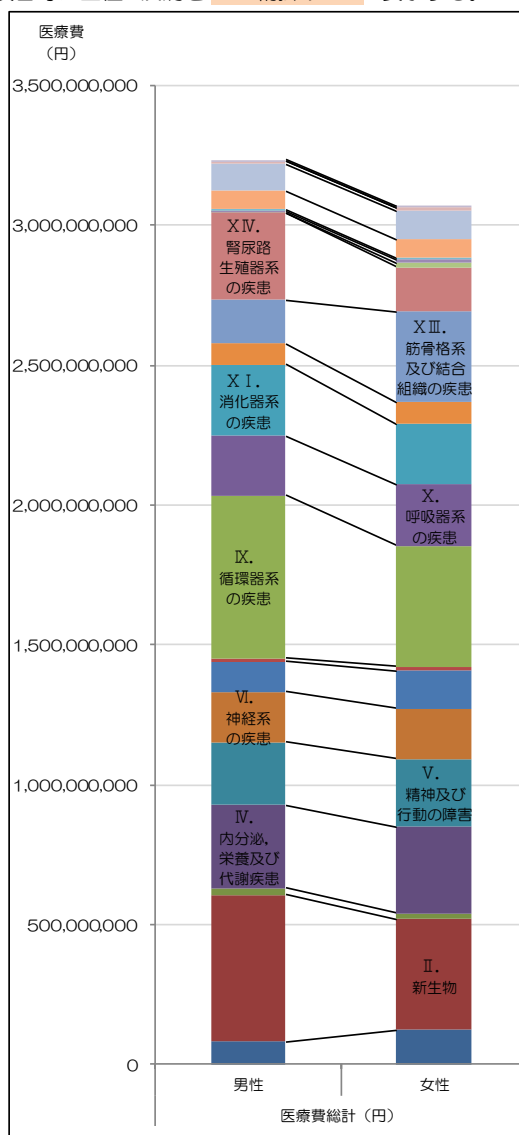 医療費
（円）
3,500,000,000
3,000,000,000
2,500,000,000
2,000,000,000
1,500,000,000
1,000,000,000
500,000,000
0
ⅩⅣ.
腎尿路
生殖器系
の疾患
ⅩⅠ.
消化器系
の疾患
Ⅸ.
循環器系
の疾患
Ⅵ.
神経系
の疾患
Ⅳ.
内分泌,
栄養及び
代謝疾患
ⅩⅢ.
筋骨格系
及び結合
組織の疾患
Ⅹ.
呼吸器系
の疾患
Ⅴ.
精神及び
行動の障害
Ⅱ.
新生物
男性
女性
医療費総計（円）